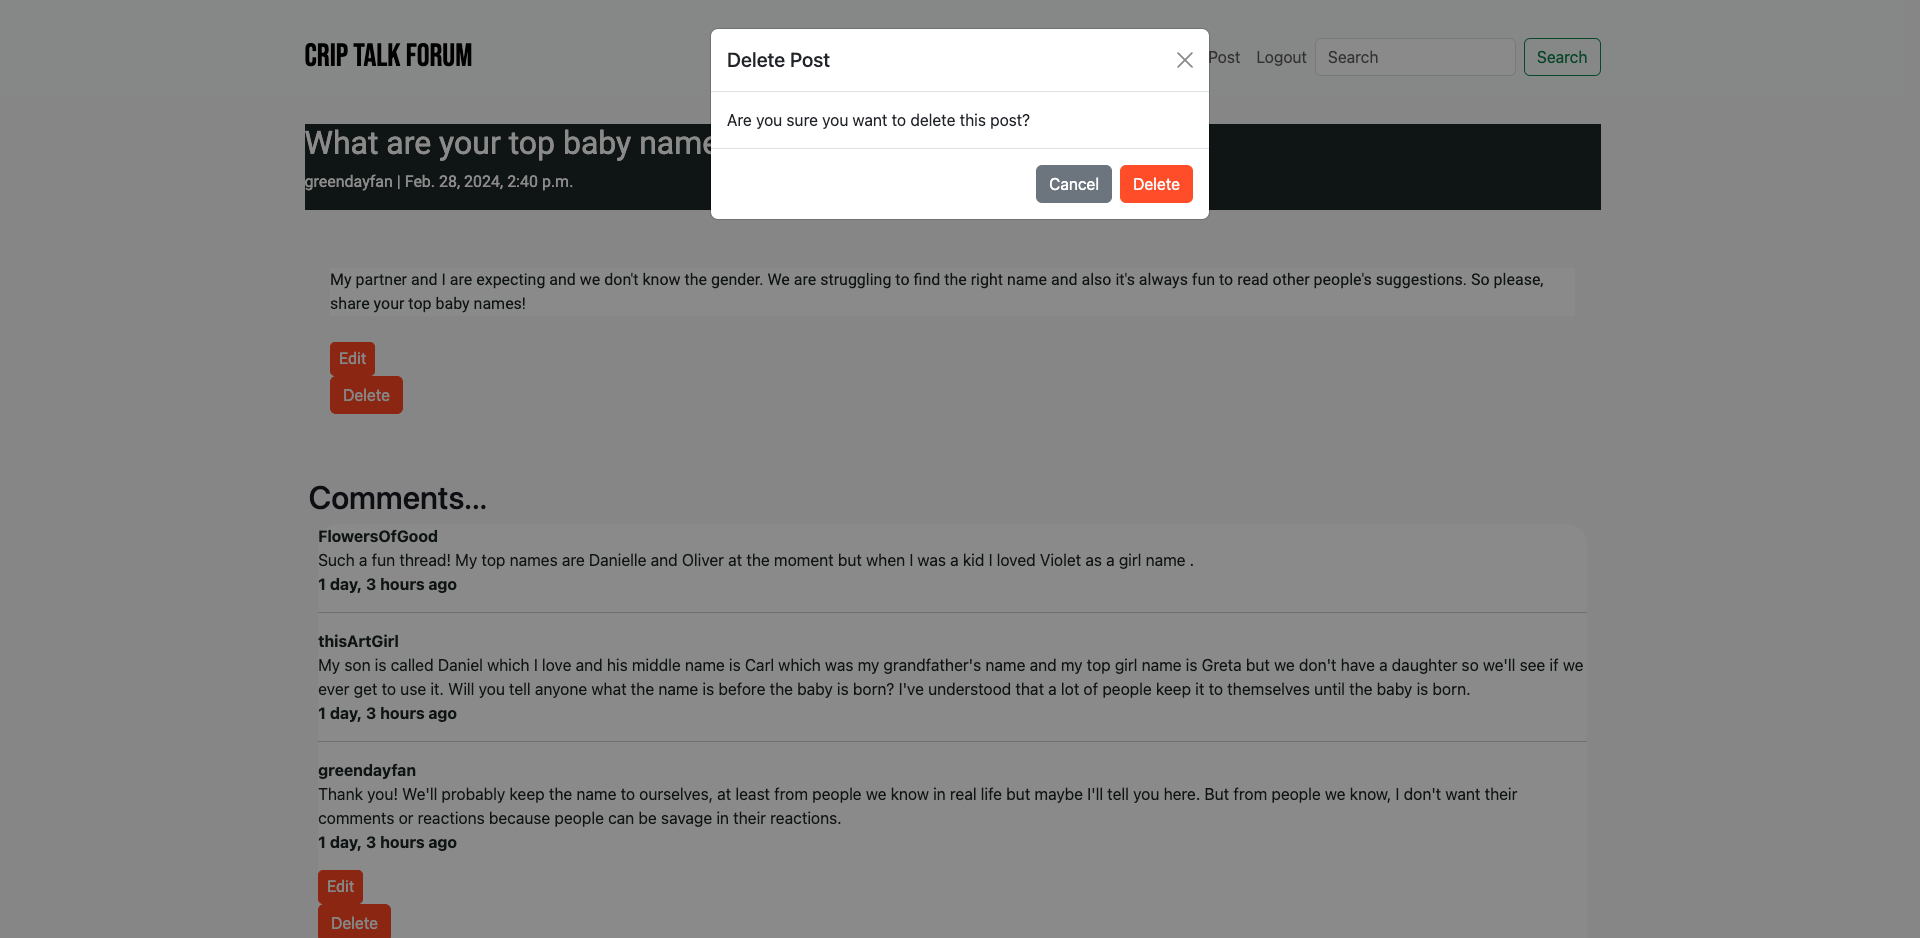 CRIP TALK FORUM
Post
Logout
Search
Search
Delete Post
Are you sure you want to delete this post?
Cancel
Delete
What are your top baby name
greendayfan | Feb. 28, 2024, 2:40 p.m.
My partner and I are expecting and we don't know the gender. We are struggling to find the right name and also it's always fun to read other people's suggestions. So please,
share your top baby names!
Edit
Delete
Comments...
FlowersOfGood
Such a fun thread! My top names are Danielle and Oliver at the moment but when I was a kid I loved Violet as a girl name .
1 day, 3 hours ago
thisArtGirl
My son is called Daniel which I love and his middle name is Carl which was my grandfather's name and my top girl name is Greta but we don't have a daughter so we'll see if we
ever get to use it. Will you tell anyone what the name is before the baby is born? I've understood that a lot of people keep it to themselves until the baby is born.
1 day, 3 hours ago
greendayfan
Thank you! We'll probably keep the name to ourselves, at least from people we know in real life but maybe I'll tell you here. But from people we know, I don't want their
comments or reactions because people can be savage in their reactions.
1 day, 3 hours ago
Edit
Delete